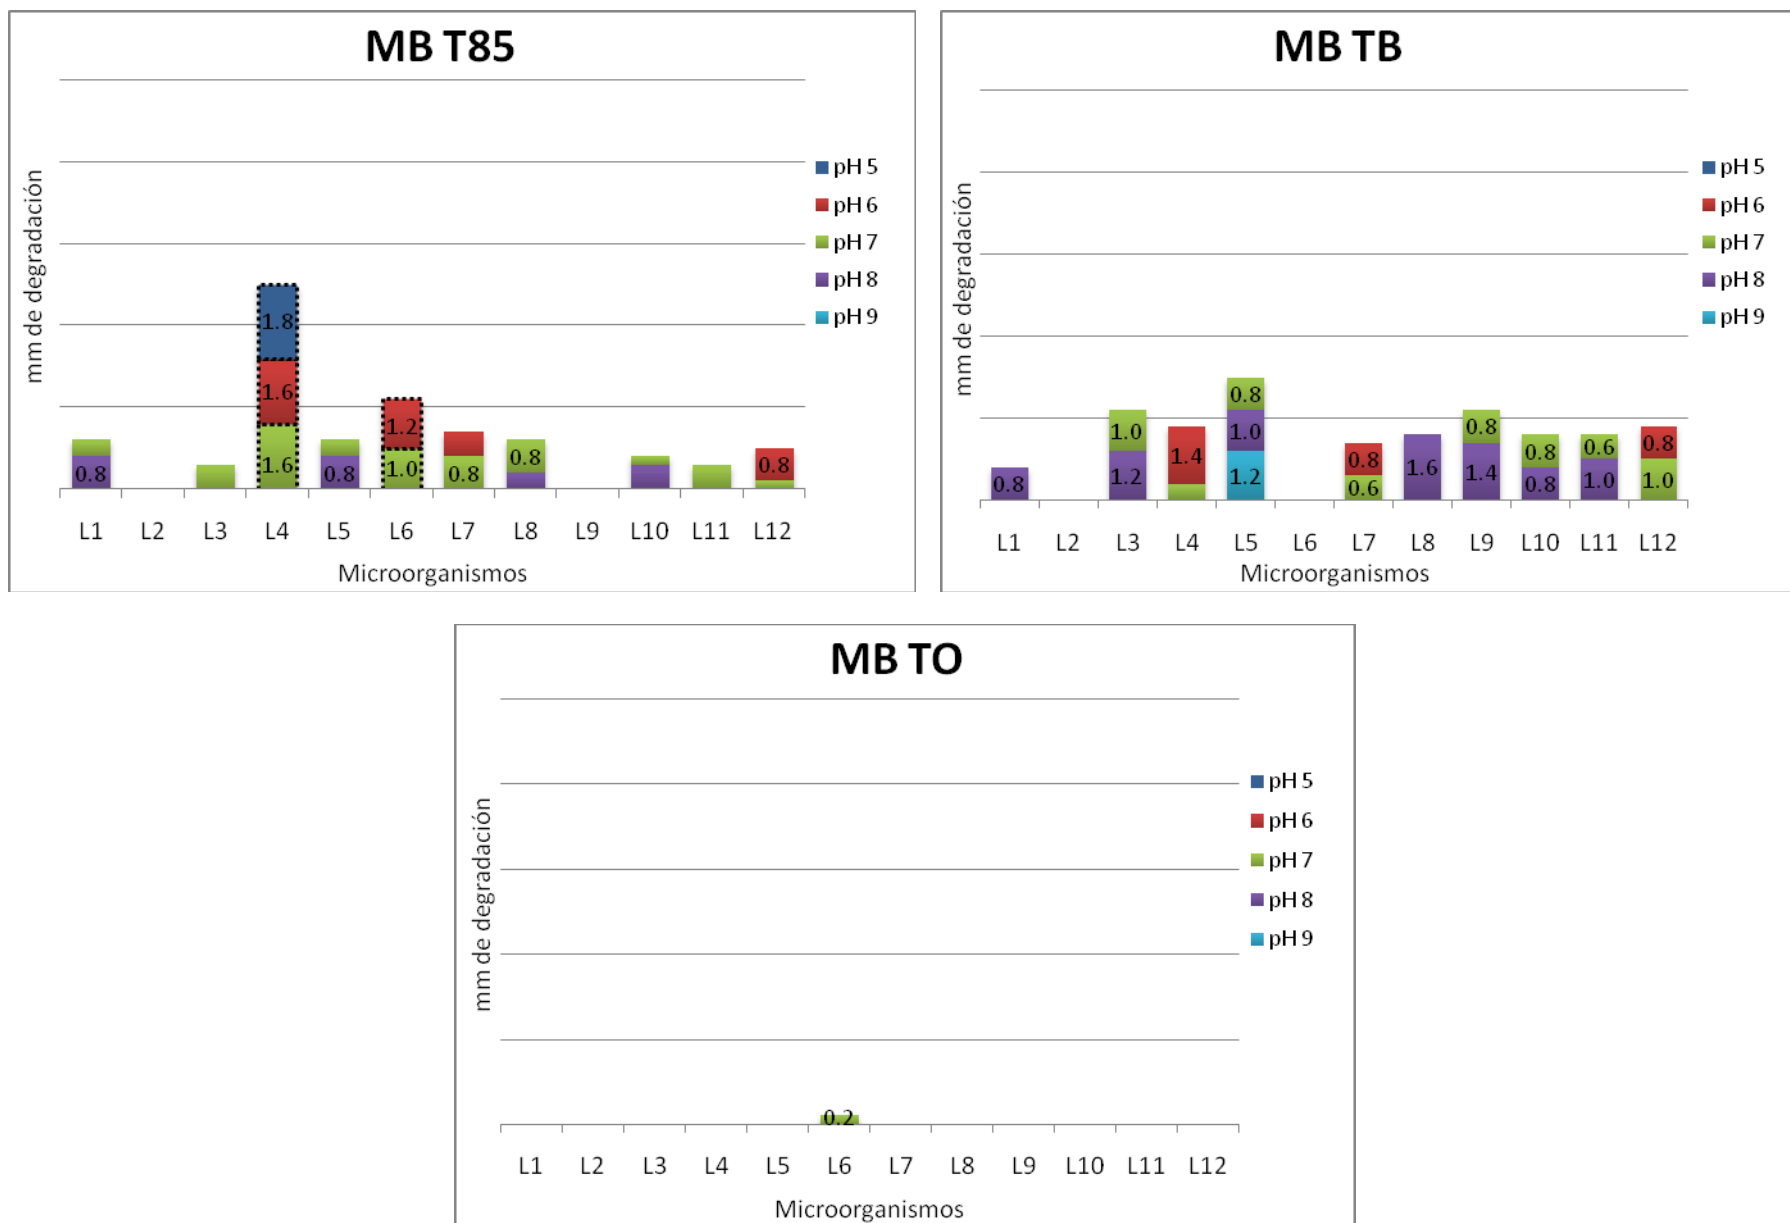 MB T85
mm de degradación
1.8
1.6
1.6
1.2
1.0
0.8
0.8
0.8
0.8
0.8
L1 L2 L3 L4 L5 L6 L7 L8 L9 L10 L11 L12
Microorganismos
pH 5
pH 6
pH 7
pH 8
pH 9
MB TB
mm de degradación
0.8
1.0
1.0
0.8
1.4
0.8
1.6
0.8
0.6
0.8
0.8
1.2
1.2
0.6
1.4
0.8
1.0
1.0
L1 L2 L3 L4 L5 L6 L7 L8 L9 L10 L11 L12
Microorganismos
pH 5
pH 6
pH 7
pH 8
pH 9
MB TO
mm de degradación
0.2
L1 L2 L3 L4 L5 L6 L7 L8 L9 L10 L11 L12
Microorganismos
pH 5
pH 6
pH 7
pH 8
pH 9